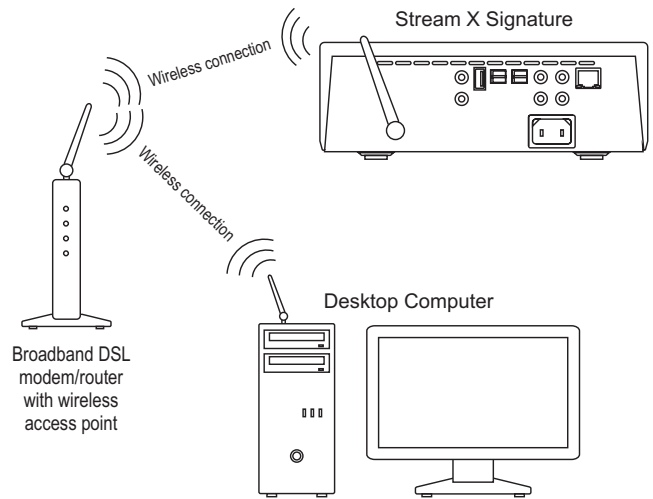 Stream X Signature
Wireless connection
Wireless connection
Desktop Computer
Broadband DSL
modem/router
with wireless
access point